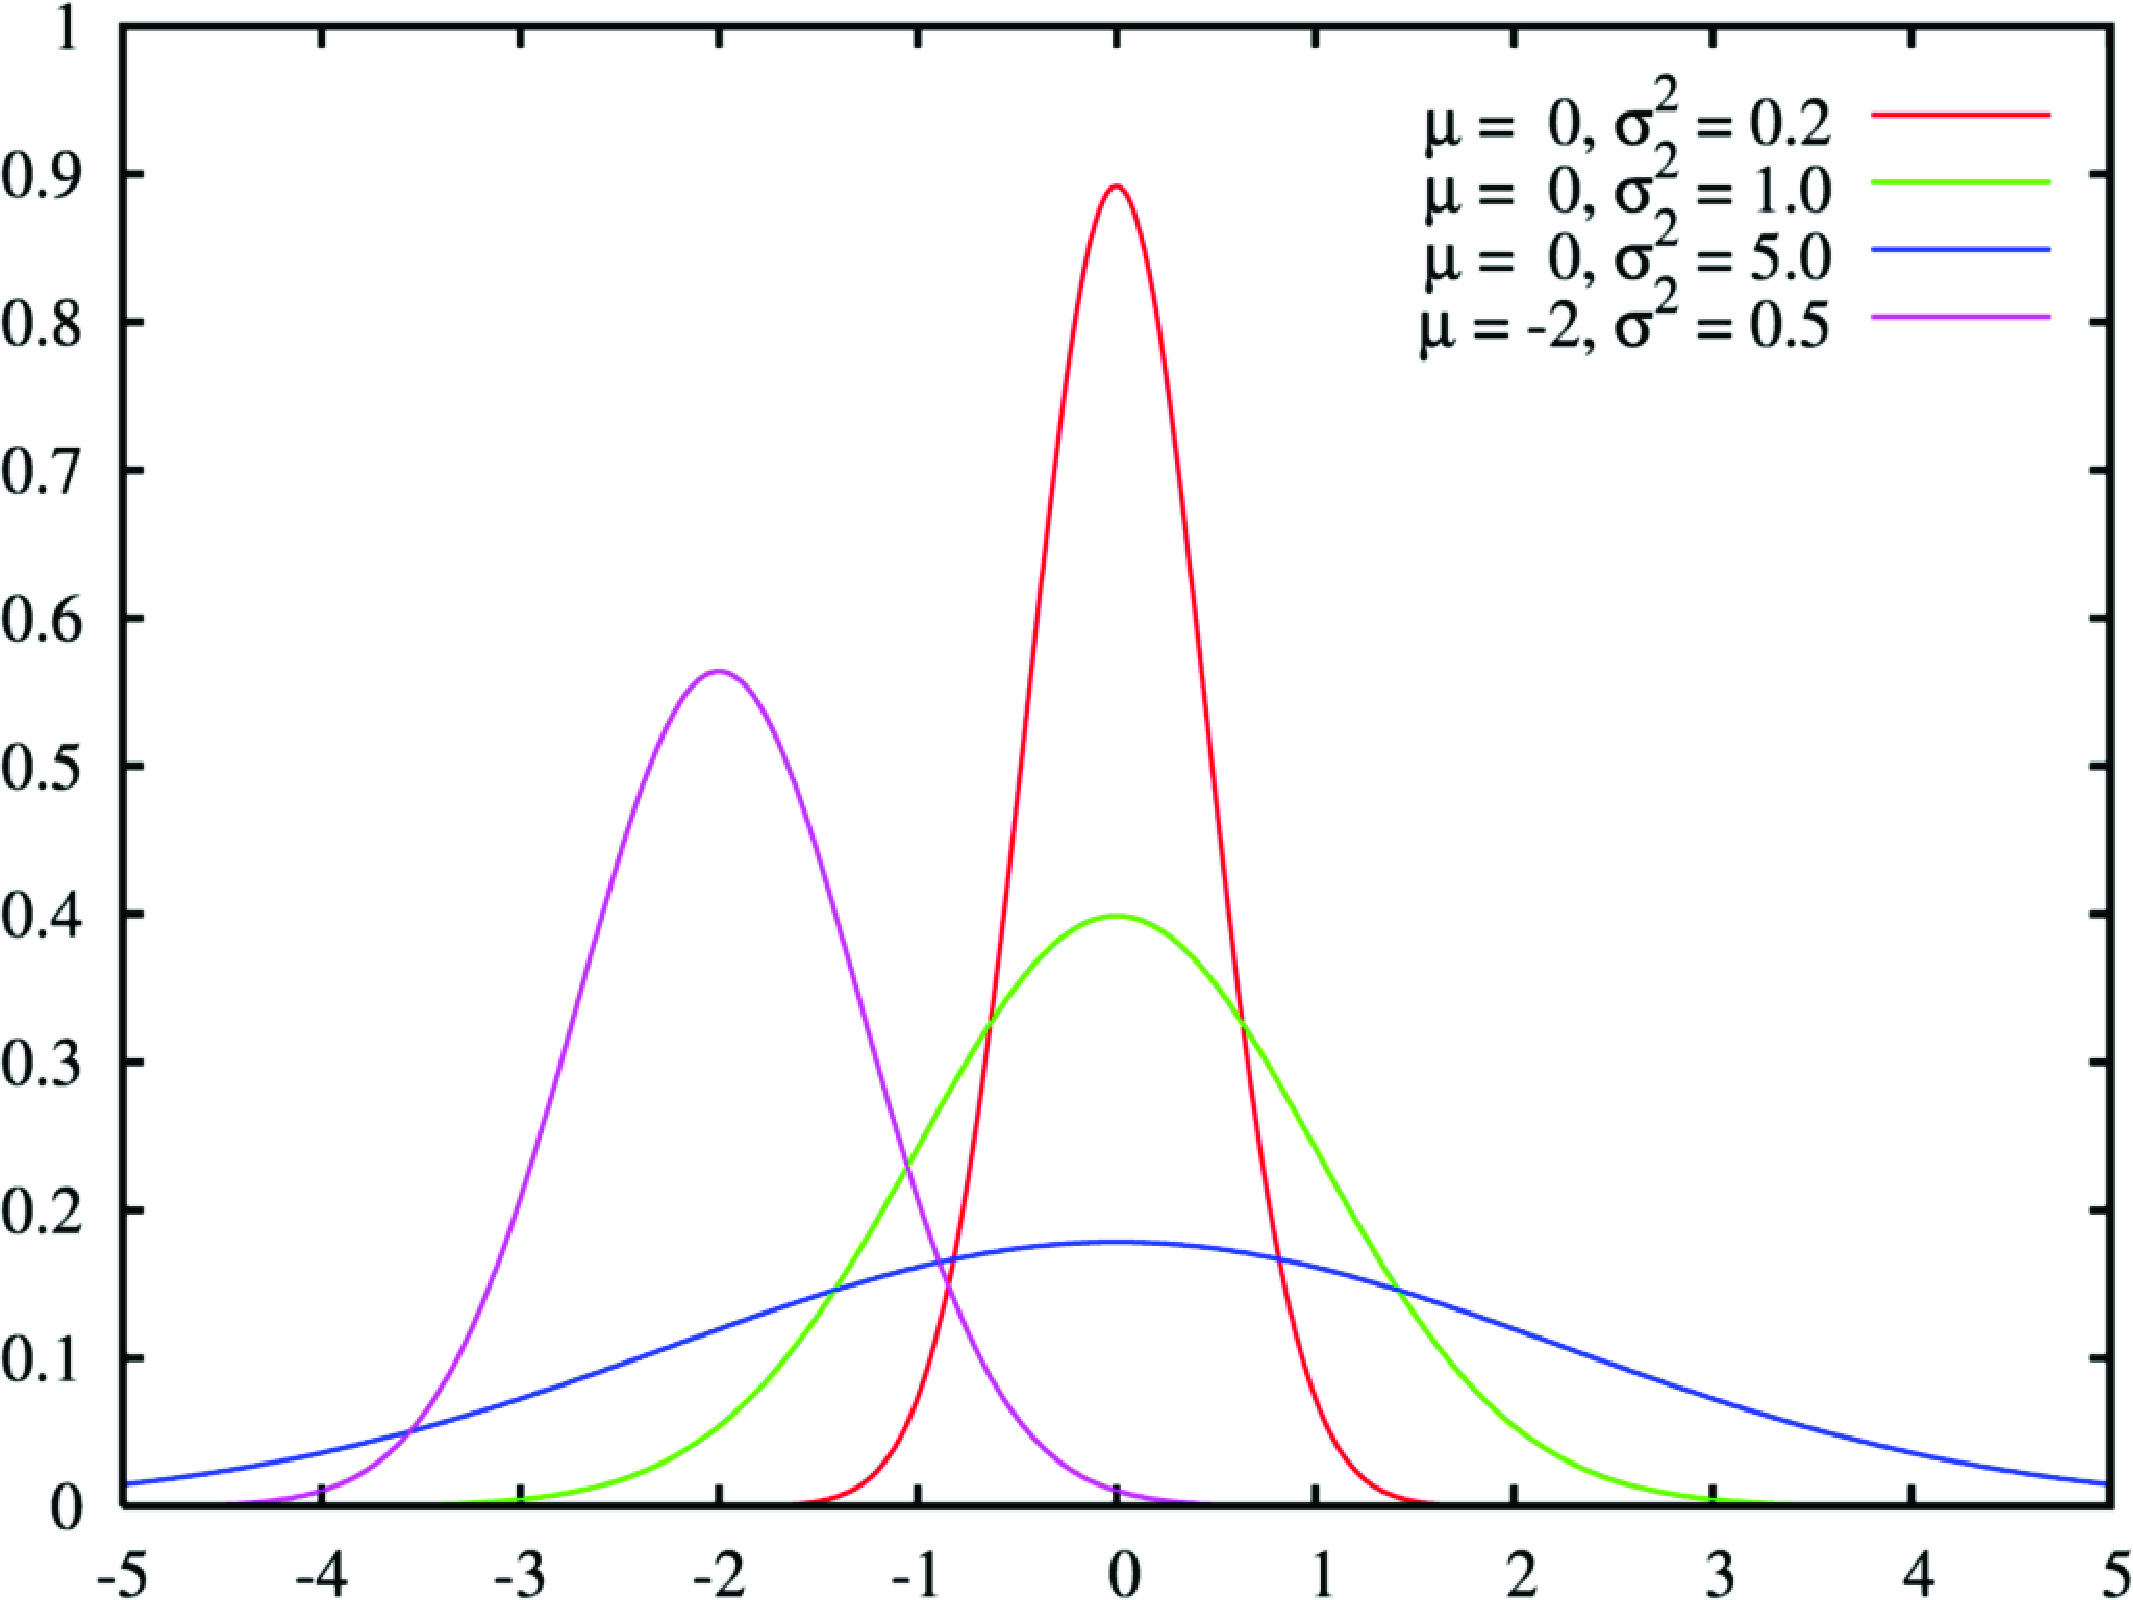 1
0.9
0.8
0.7
0.6
0.5
0.4
0.3
0.2
0.1
0
μ = 0, σ² = 0.2
μ = 0, σ² = 1.0
μ = 0, σ² = 5.0
μ = -2, σ² = 0.5
-5 -4 -3 -2 -1 0 1 2 3 4 5